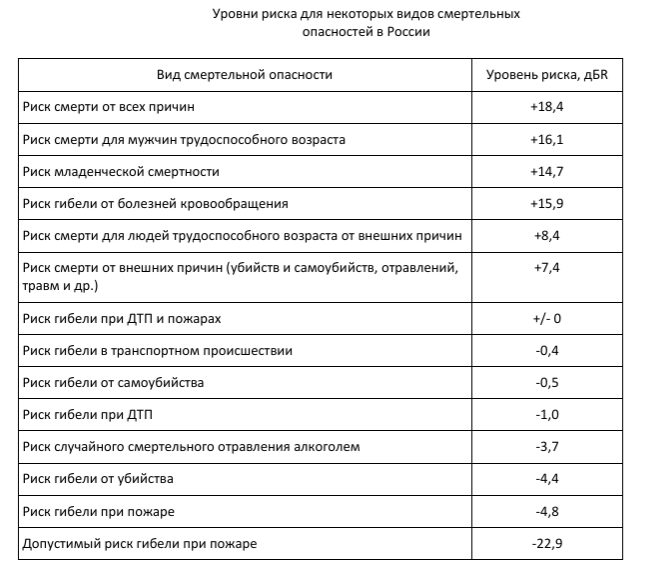 Уровни риска для некоторых видов смертельных
опасностей в России
Вид смертельной опасности Уровень риска, дБR
Риск смерти от всех причин +18,4
Риск смерти для мужчин трудоспособного возраста +16,1
Риск младенческой смертности +14,7
Риск гибели от болезней кровообращения +15,9
Риск смерти для людей трудоспособного возраста от внешних причин +8,4
Риск смерти от внешних причин (убийств и самоубийств, отравлений, +7,4
травм и др.)
Риск гибели при ДТП и пожарах +/- 0
Риск гибели в транспортном происшествии -0,4
Риск гибели от самоубийства -0,5
Риск гибели при ДТП -1,0
Риск случайного смертельного отравления алкоголем -3,7
Риск гибели от убийства -4,4
Риск гибели при пожаре -4,8
Допустимый риск гибели при пожаре -22,9